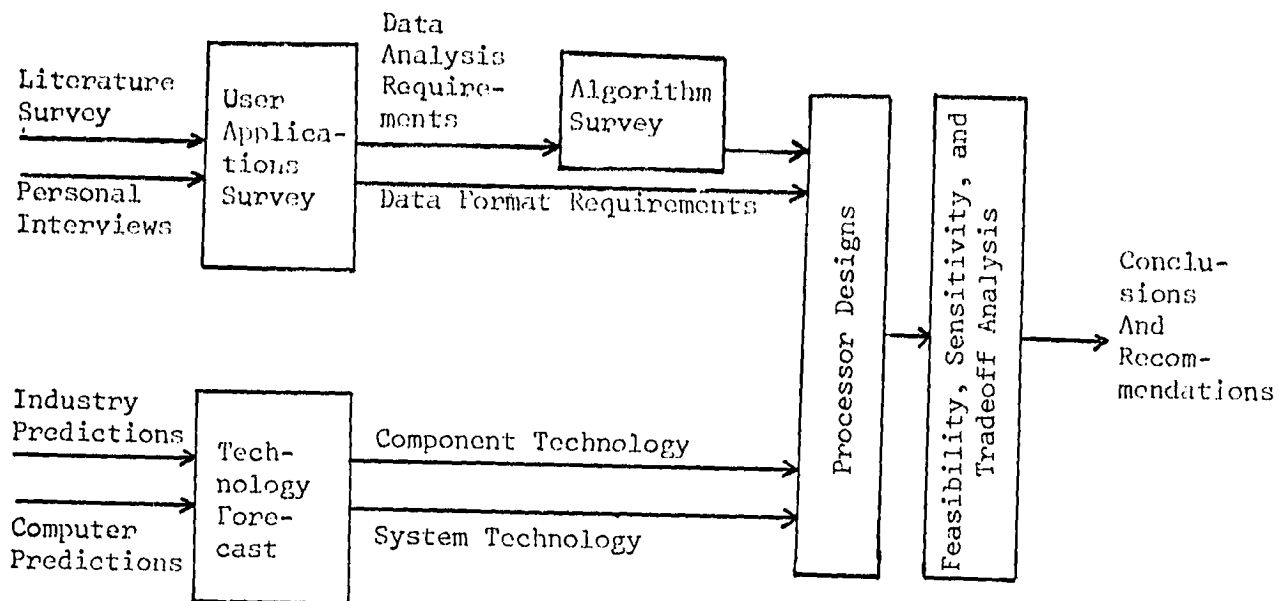 Literature
Survey
Personal
Interviews
User
Applica-
tions
Survey
Data
Analysis
Require-
ments
Algorithm
Survey
Data Format Requirements
Industry
Predictions
Computer
Predictions
Tech-
nology
Fore-
cast
Component Technology
System Technology
Processor Designs
Feasibility, Sensitivity, and
Tradeoff Analysis
Conclu-
sions
And
Recom-
mendations